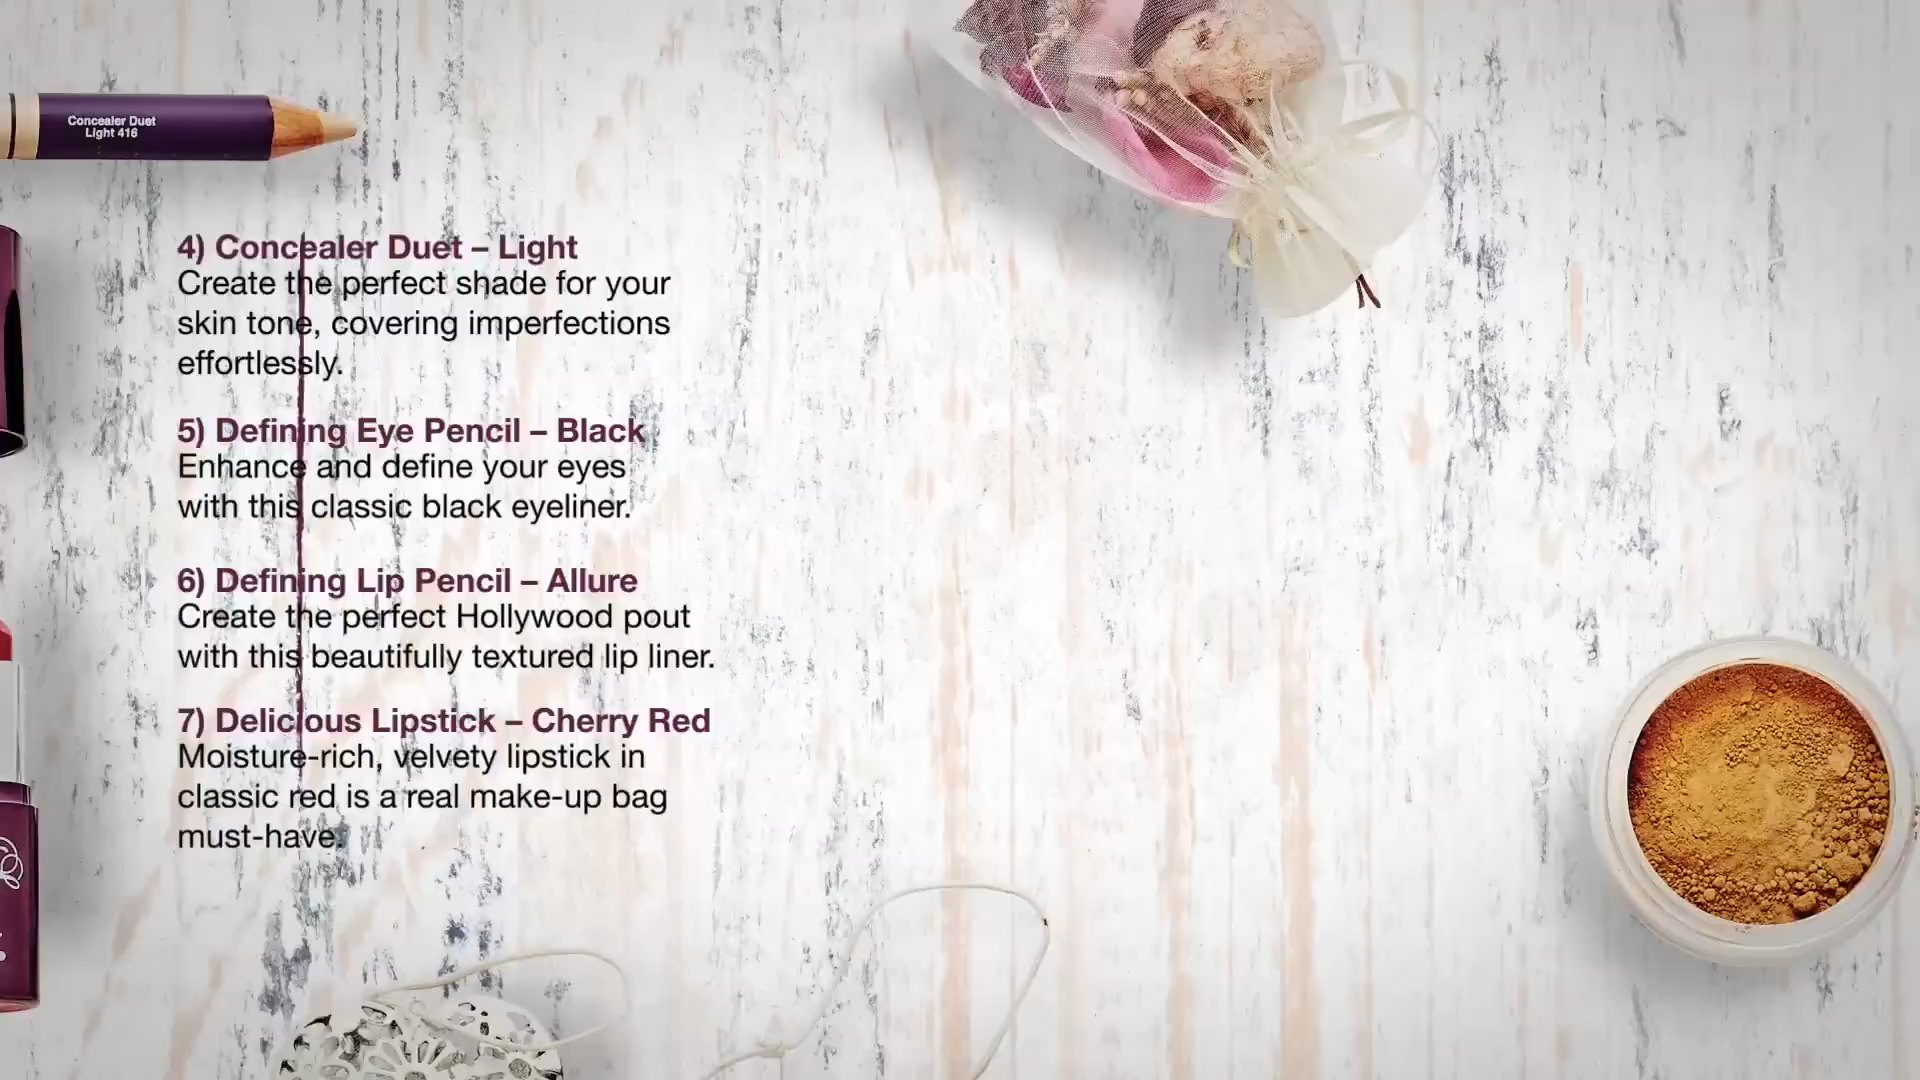 Concealer Duet
Light 416
4) Concealer Duet – Light
Create the perfect shade for your
skin tone, covering imperfections
effortlessly.
5) Defining Eye Pencil – Black
Enhance and define your eyes
with this classic black eyeliner.
6) Defining Lip Pencil – Allure
Create the perfect Hollywood pout
with this beautifully textured lip liner.
7) Delicious Lipstick – Cherry Red
Moisture-rich, velvety lipstick in
classic red is a real make-up bag
must-have.